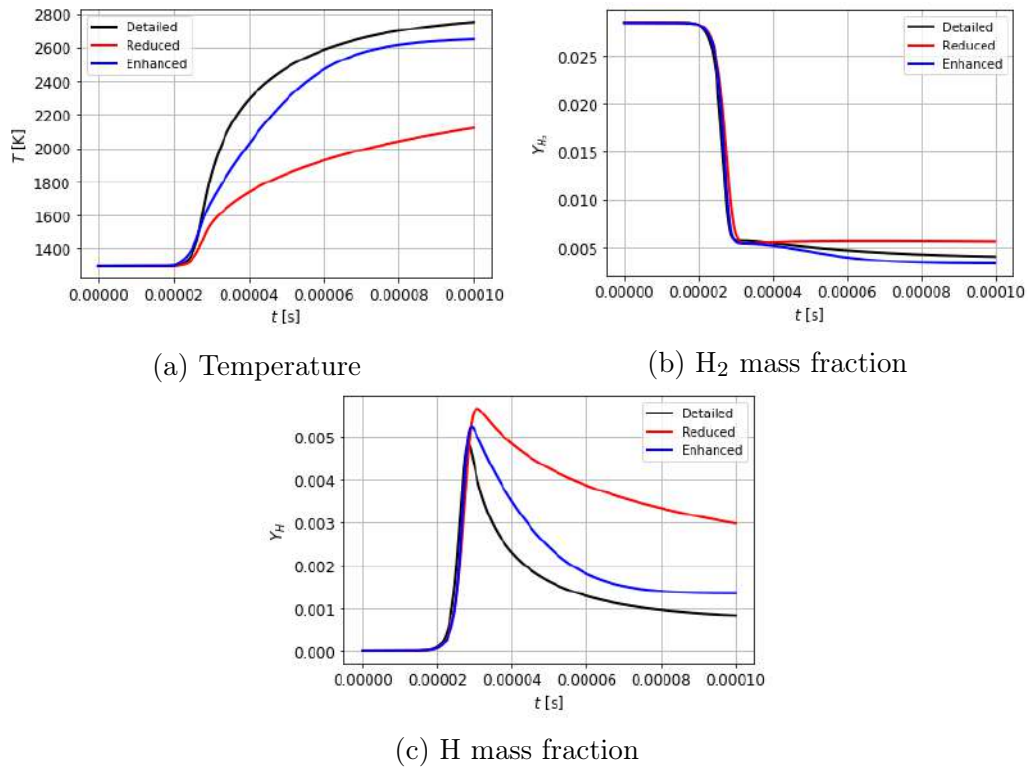 2800
2600
2400
2200
2000
1800
1600
1400
T [K]
Detailed
Reduced
Enhanced
0.00000 0.00002 0.00004 0.00006 0.00008 0.00010
t [s]
(a) Temperature
0.025
0.020
0.015
0.010
0.005
Y_{H_2}
Detailed
Reduced
Enhanced
0.00000 0.00002 0.00004 0.00006 0.00008 0.00010
t [s]
(b) H₂ mass fraction
0.005
0.004
0.003
0.002
0.001
0.000
Y_H
Detailed
Reduced
Enhanced
0.00000 0.00002 0.00004 0.00006 0.00008 0.00010
t [s]
(c) H mass fraction